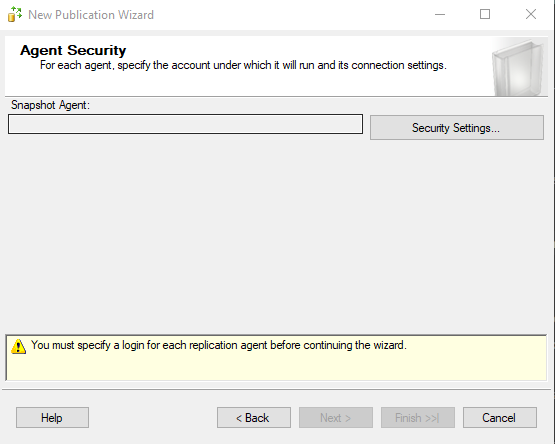 New Publication Wizard
Agent Security
For each agent, specify the account under which it will run and its connection settings.
Snapshot Agent:
Security Settings...
You must specify a login for each replication agent before continuing the wizard.
Help
< Back
Next >
Finish >>|
Cancel